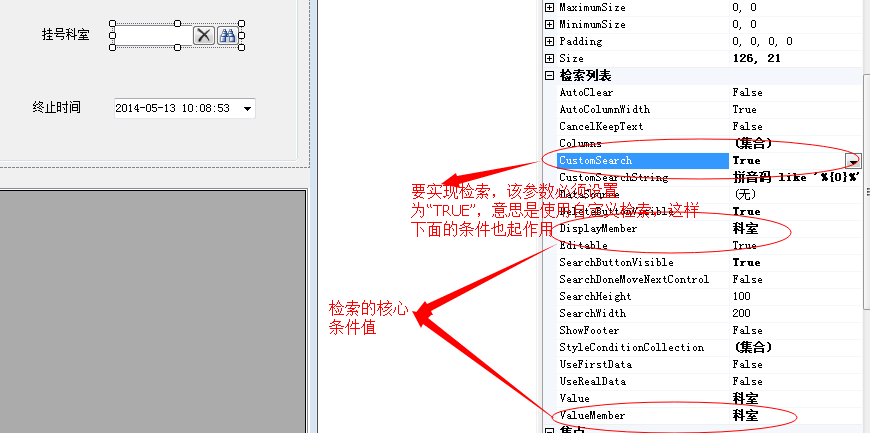 挂号科室
终止时间
2014-05-13 10:08:53
MaximumSize 0, 0
MinimumSize 0, 0
Padding 0, 0, 0, 0
Size 126, 21
检索列表
AutoClear False
AutoColumnWidth True
CancelKeepText False
Columns (集合)
CustomSearch True
CustomSearchString 拼音码 like '%{0}%'
DataSource (无)
DeleteButtonVisible True
DisplayMember 科室
Editable True
SearchButtonVisible True
SearchDoneMoveNextControl False
SearchHeight 100
SearchWidth 200
ShowFooter False
StyleConditionCollection (集合)
UseFirstData False
UseRealData False
Value 科室
ValueMember 科室
焦点
要实现检索，该参数必须设置
为“TRUE”，意思是使用自定义检索，这样
下面的条件也起作用
检索的核心
条件值